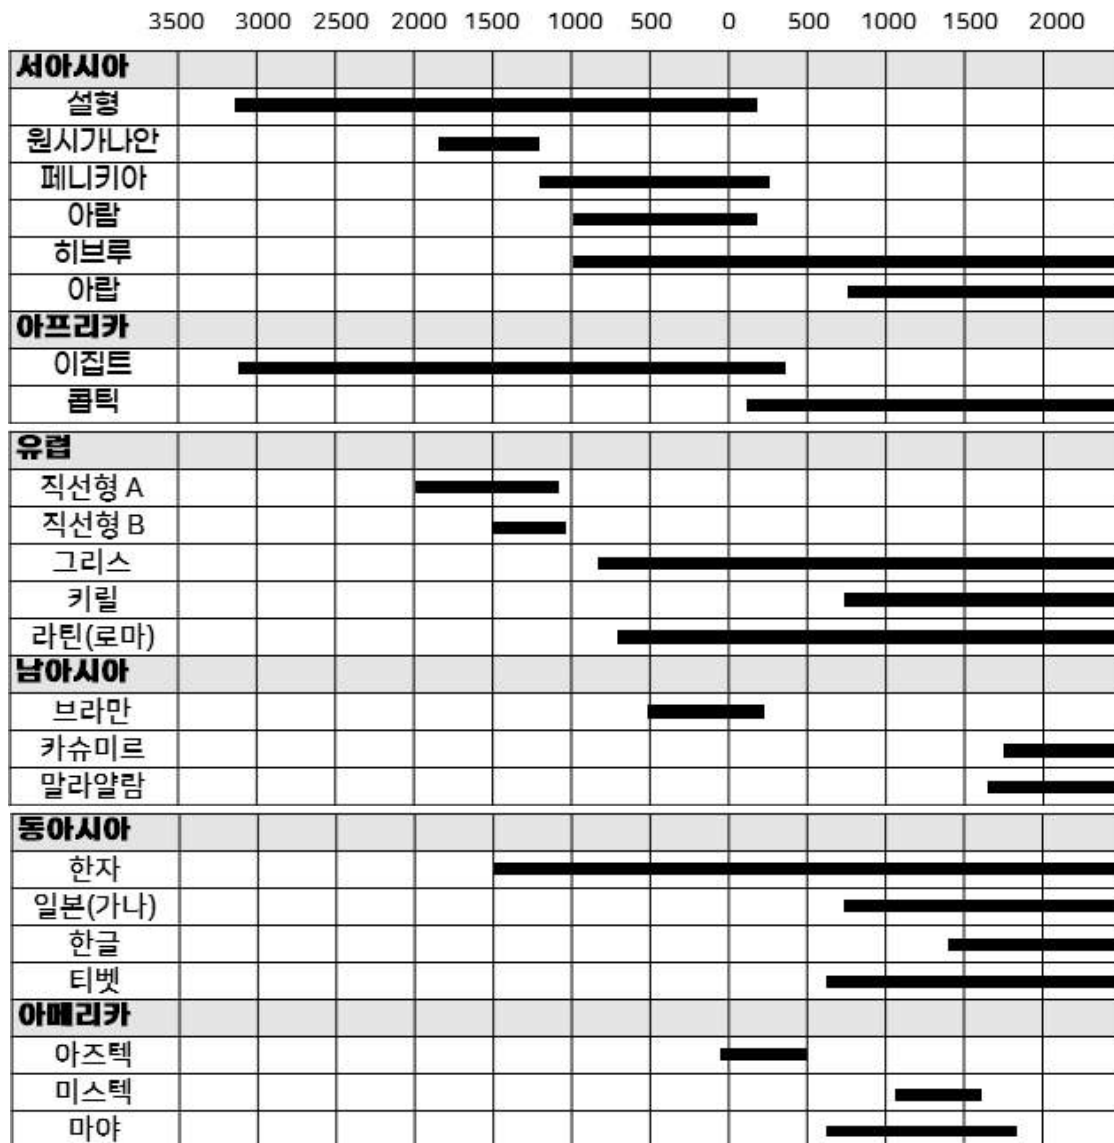 3500 3000 2500 2000 1500 1000 500 0 500 1000 1500 2000
서아시아
설형
원시가나안
페니키아
아람
히브루
아랍
아프리카
이집트
콥틱
유럽
직선형 A
직선형 B
그리스
키릴
라틴(로마)
남아시아
브라만
카슈미르
말라얄람
동아시아
한자
일본(가나)
한글
티벳
아메리카
아즈텍
미스텍
마야